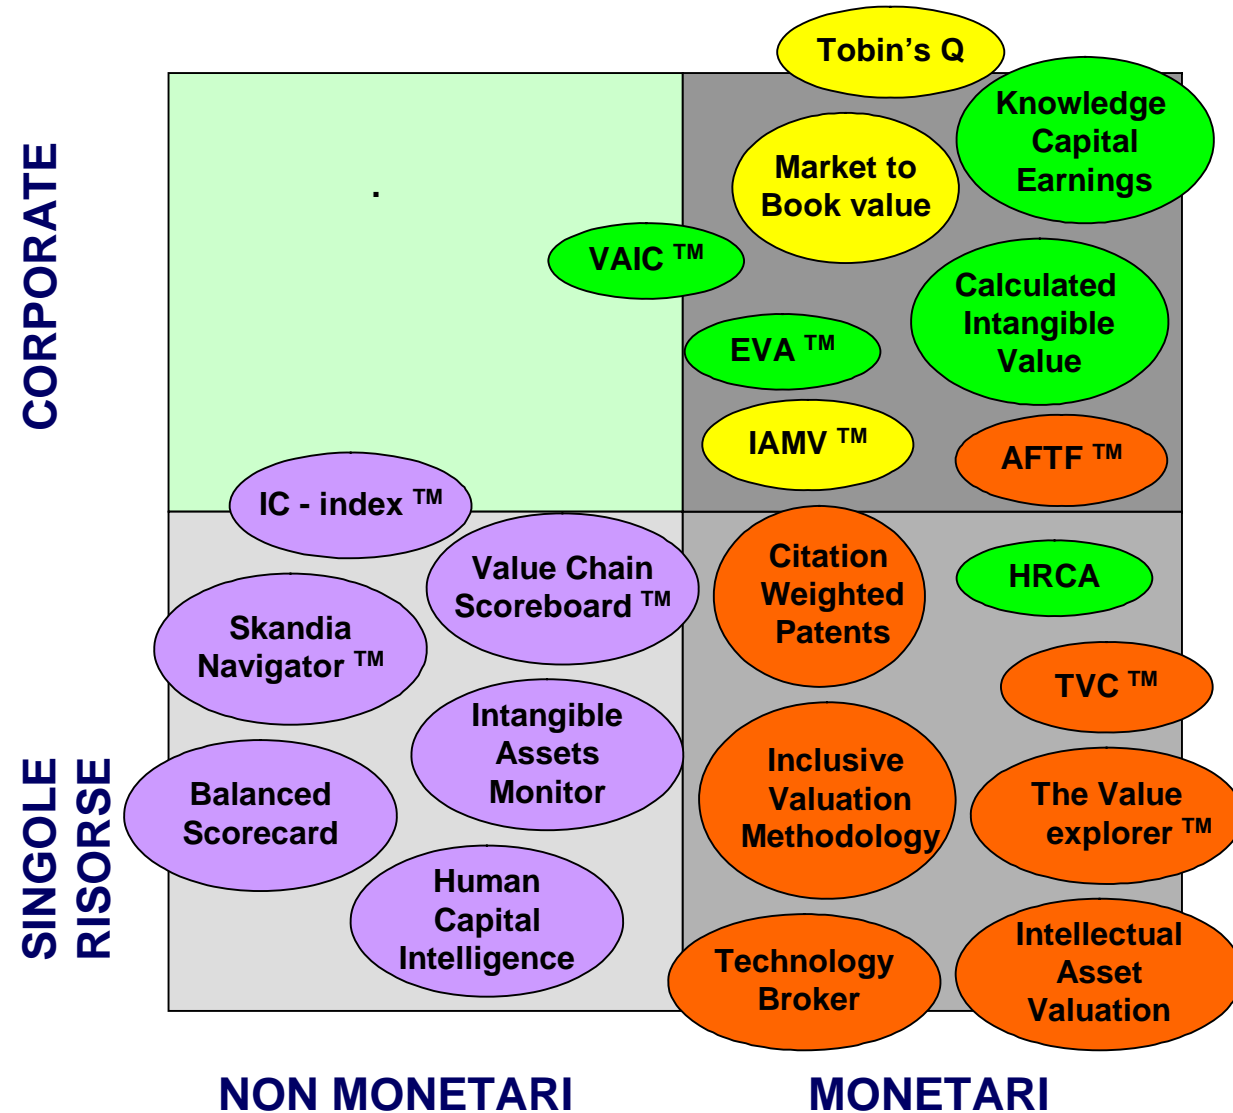 Tobin’s Q
Knowledge
Capital
Earnings
Market to
Book value
VAIC ™
Calculated
Intangible
Value
EVA ™
IAMV ™
AFTF ™
CORPORATE
.
IC - index ™
Value Chain
Scoreboard ™
Skandia
Navigator ™
Intangible
Assets
Monitor
Balanced
Scorecard
Human
Capital
Intelligence
Citation
Weighted
Patents
HRCA
TVC ™
Inclusive
Valuation
Methodology
The Value
explorer ™
Technology
Broker
Intellectual
Asset
Valuation
SINGOLE
RISORSE
NON MONETARI
MONETARI